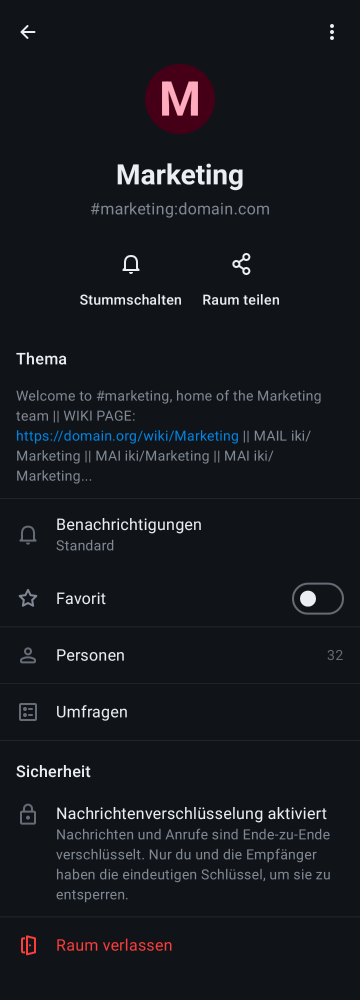 M
Marketing
#marketing:domain.com
Stummschalten Raum teilen
Thema
Welcome to #marketing, home of the Marketing
team || WIKI PAGE:
https://domain.org/wiki/Marketing || MAIL iki/
Marketing || MAI iki/Marketing || MAI iki/
Marketing...
Benachrichtigungen
Standard
Favorit
Personen 32
Umfragen
Sicherheit
Nachrichtenverschlüsselung aktiviert
Nachrichten und Anrufe sind Ende-zu-Ende
verschlüsselt. Nur du und die Empfänger
haben die eindeutigen Schlüssel, um sie zu
entsperren.
Raum verlassen